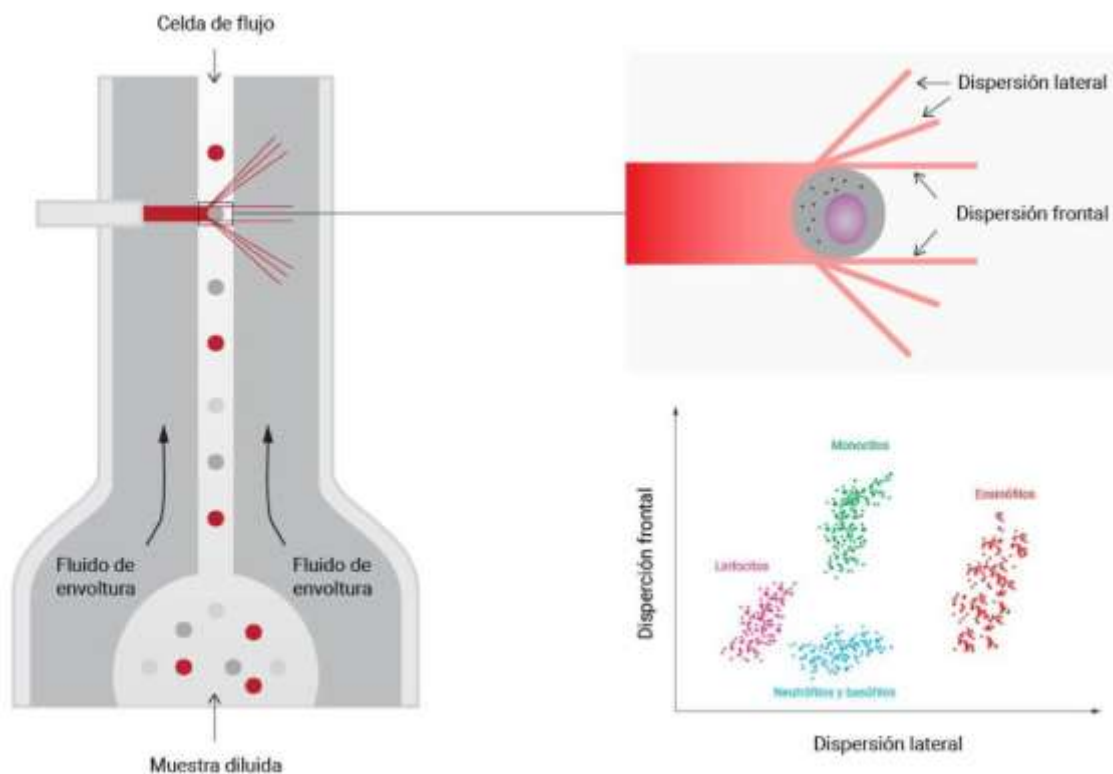 Celda de flujo
Dispersión lateral
Dispersión frontal
Fluido de
envoltura
Fluido de
envoltura
Muestra diluida
Monocitos
Eosinófilos
Linfocitos
Neutrófilos y basófilos
Disperción frontal
Dispersión lateral